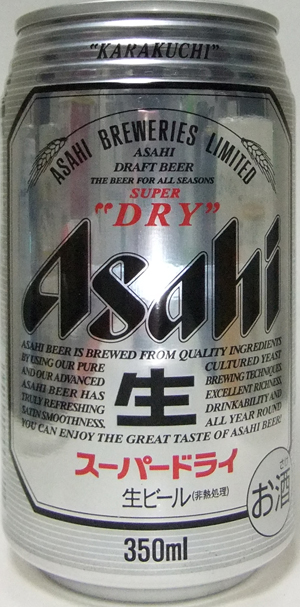 "KARAKUCHI"
ASAHI BREWERIES LIMITED
ASAHI
DRAFT BEER
THE BEER FOR ALL SEASONS
SUPER
"DRY"
Asahi
ASAHI BEER IS BREWED FROM QUALITY INGREDIENTS
BY USING OUR PURE CULTURED YEAST
AND OUR ADVANCED BREWING TECHNIQUES.
ASAHI BEER HAS EXCELLENT RICHNESS,
TRULY REFRESHING DRINKABILITY AND
SATIN SMOOTHNESS. ALL YEAR ROUND
YOU CAN ENJOY THE GREAT TASTE OF ASAHI BEER!
生
スーパードライ
生ビール(非熱処理)
お酒
350ml